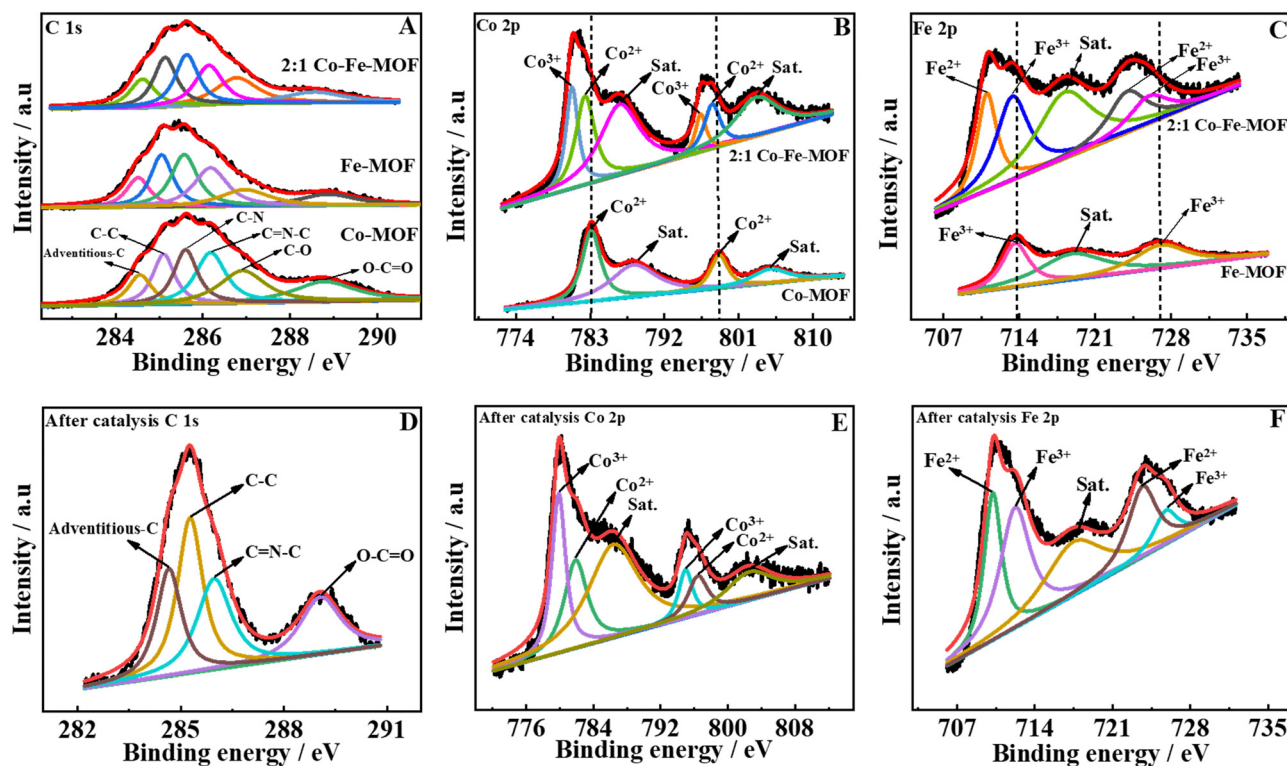 C 1s
A
2:1 Co-Fe-MOF
Fe-MOF
Co-MOF
C-N
C-C
C=N-C
Adventitious-C
C-O
O-C=O
Intensity / a.u
284 286 288 290
Binding energy / eV
Co 2p
B
Co³⁺
Co²⁺
Sat.
Co²⁺
Sat.
Co³⁺
2:1 Co-Fe-MOF
Co²⁺
Sat.
Co²⁺
Sat.
Co-MOF
Intensity / a.u
774 783 792 801 810
Binding energy / eV
Fe 2p
C
Fe³⁺
Sat.
Fe²⁺
Fe²⁺
Fe³⁺
2:1 Co-Fe-MOF
Fe³⁺
Sat.
Fe³⁺
Fe-MOF
Intensity / a.u
707 714 721 728 735
Binding energy / eV
After catalysis C 1s
D
C-C
Adventitious-C
C=N-C
O-C=O
Intensity / a.u
282 285 288 291
Binding energy / eV
After catalysis Co 2p
E
Co³⁺
Co²⁺
Sat.
Co³⁺
Co²⁺
Sat.
Intensity / a.u
776 784 792 800 808
Binding energy / eV
After catalysis Fe 2p
F
Fe²⁺
Fe³⁺
Sat.
Fe²⁺
Fe³⁺
Intensity / a.u
707 714 721 728 735
Binding energy / eV